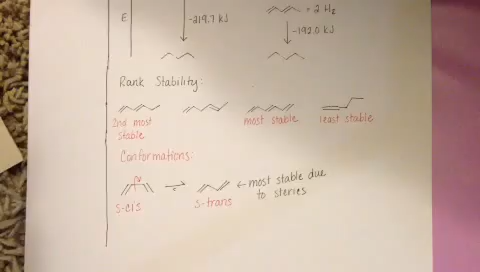 + 2 H₂
E
-219.7 kJ
-192.0 kJ
Rank Stability:
2nd most
stable
most stable
least stable
Conformations:
← most stable due
to sterics
s-cis
s-trans